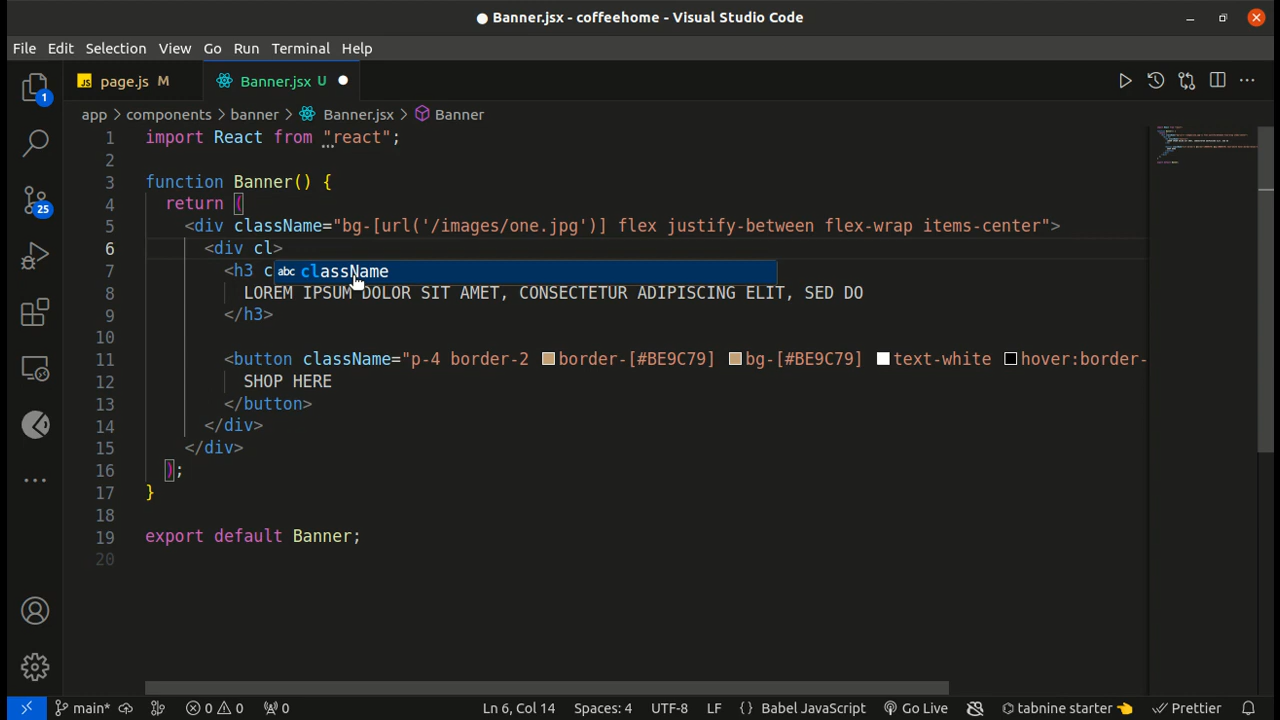 ● Banner.jsx - coffeehome - Visual Studio Code
File Edit Selection View Go Run Terminal Help
JS page.js M Banner.jsx U ●
1
app > components > banner > Banner.jsx > Banner
1 import React from "react";
2
3 function Banner() {
4 return (
5 <div className="bg-[url('/images/one.jpg')] flex justify-between flex-wrap items-center">
25
6 <div cl>
7 <h3 c abc className
8 LOREM IPSUM DOLOR SIT AMET, CONSECTETUR ADIPISCING ELIT, SED DO
9 </h3>
10
11 <button className="p-4 border-2 border-[#BE9C79] bg-[#BE9C79] text-white hover:border-
12 SHOP HERE
13 </button>
14 </div>
15 </div>
16 );
17 }
18
19 export default Banner;
20
main* 0 0 0 Ln 6, Col 14 Spaces: 4 UTF-8 LF {} Babel JavaScript Go Live tabnine starter 👈 Prettier